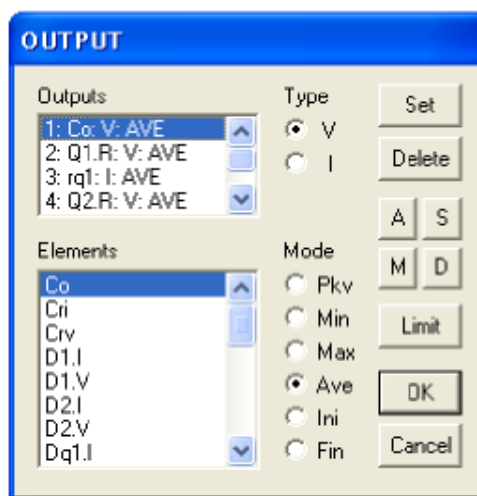 OUTPUT
Outputs
1: Co: V: AVE
2: Q1.R: V: AVE
3: rq1: I: AVE
4: Q2.R: V: AVE
Type
V
I
Set
Delete
A S
M D
Elements
Co
Cri
Crv
D1.I
D1.V
D2.I
D2.V
Dq1.I
Mode
Pkv
Min
Max
Ave
Ini
Fin
Limit
OK
Cancel